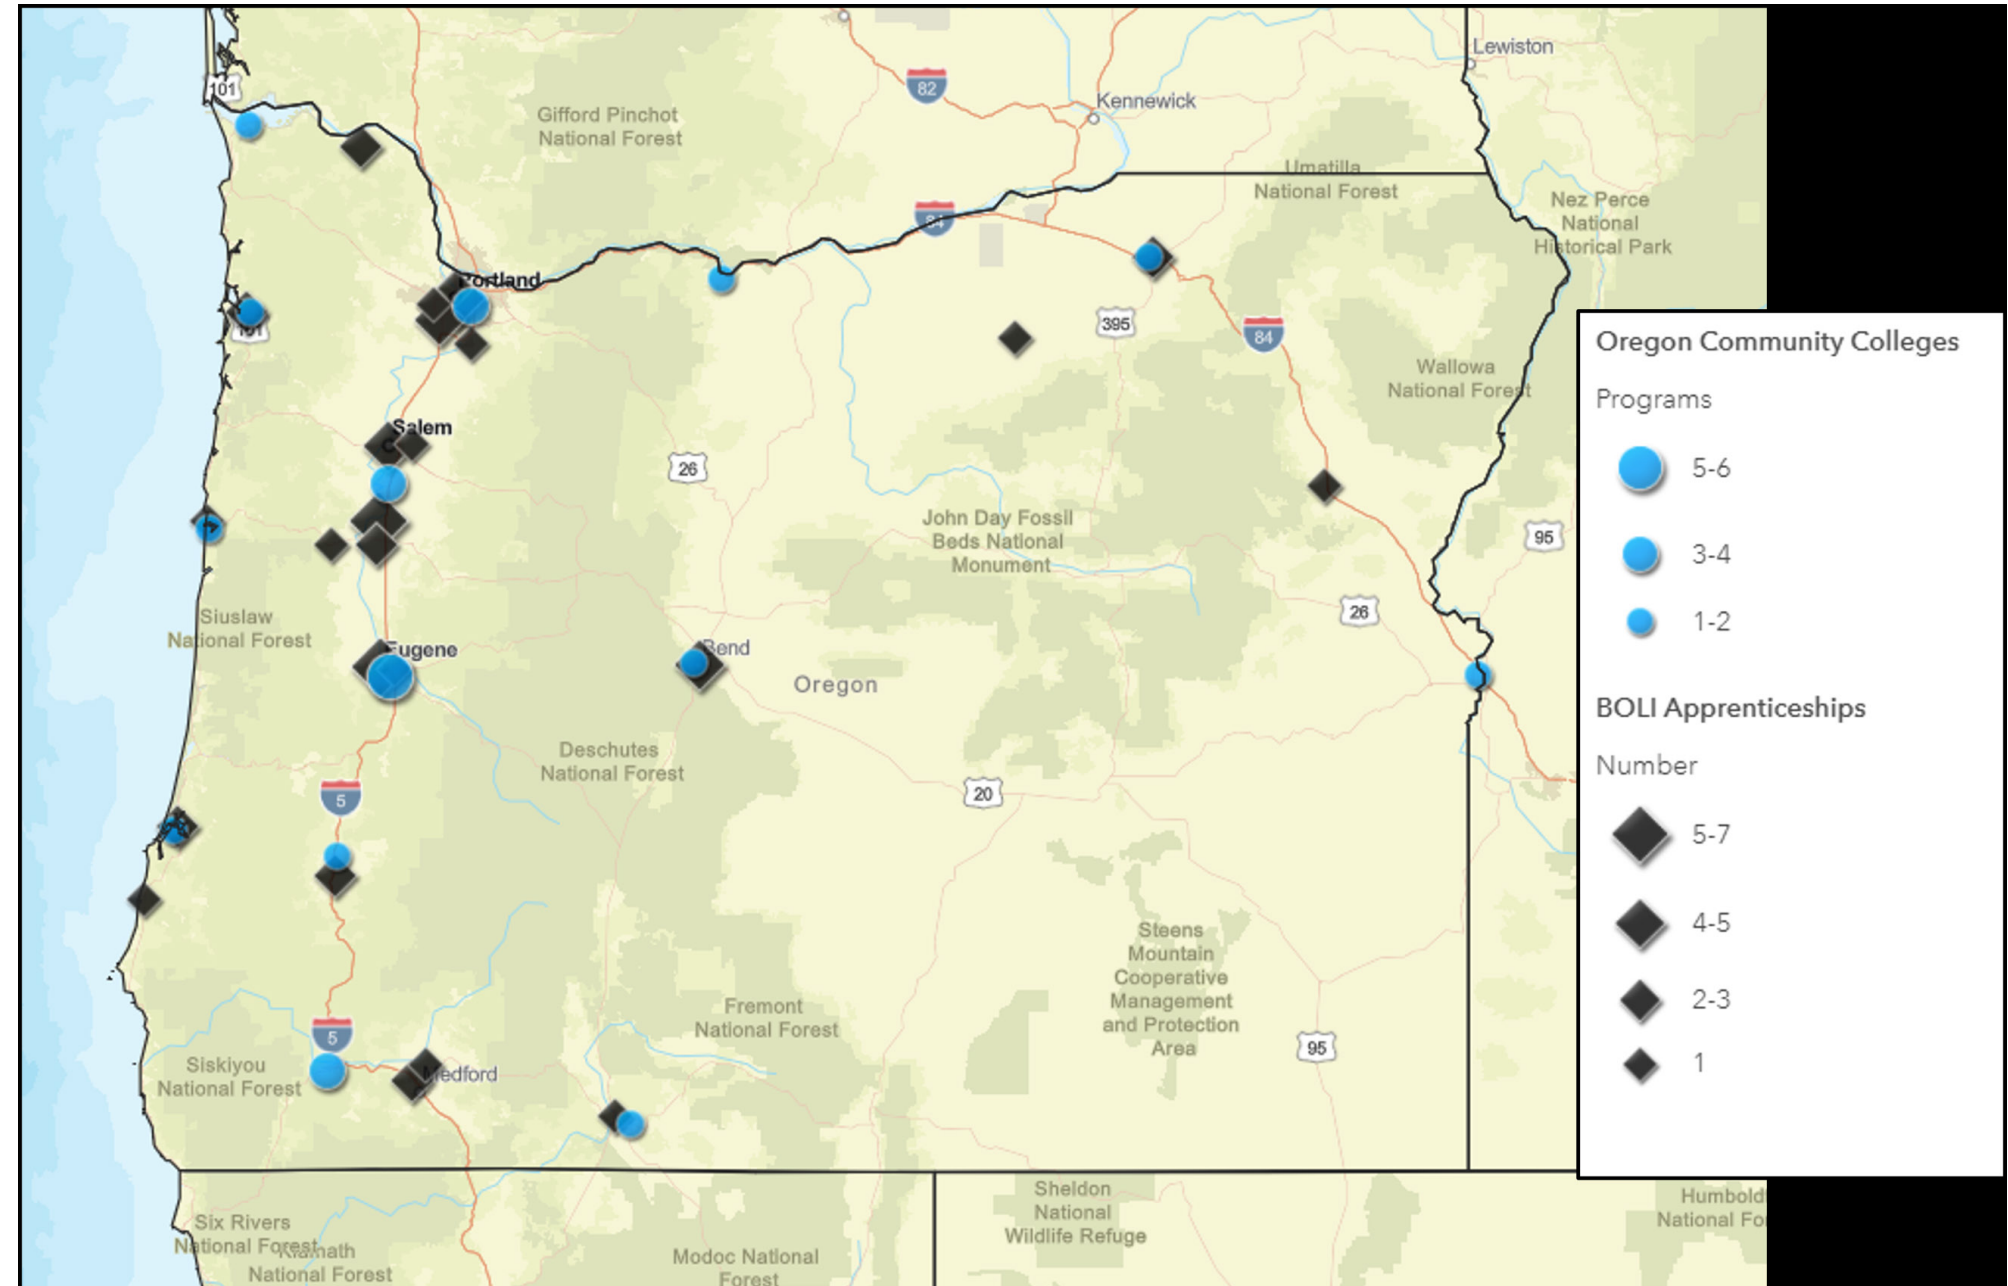 Lewiston
101
82
Kennewick
Gifford Pinchot
National Forest
Umatilla
National Forest
Nez Perce
National
Historical Park
84
Portland
101
395
84
Wallowa
National Forest
Salem
26
John Day Fossil
Beds National
Monument
95
26
Siuslaw
National Forest
Eugene
Bend
Oregon
Deschutes
National Forest
5
20
Steens
Mountain
Cooperative
Management
and Protection
Area
Fremont
National Forest
5
95
Siskiyou
National Forest
Medford
Sheldon
National
Wildlife Refuge
Humbold
National Fo
Six Rivers
National Forest
Klamath
National Forest
Modoc National
Forest
Oregon Community Colleges
Programs
5-6
3-4
1-2
BOLI Apprenticeships
Number
5-7
4-5
2-3
1